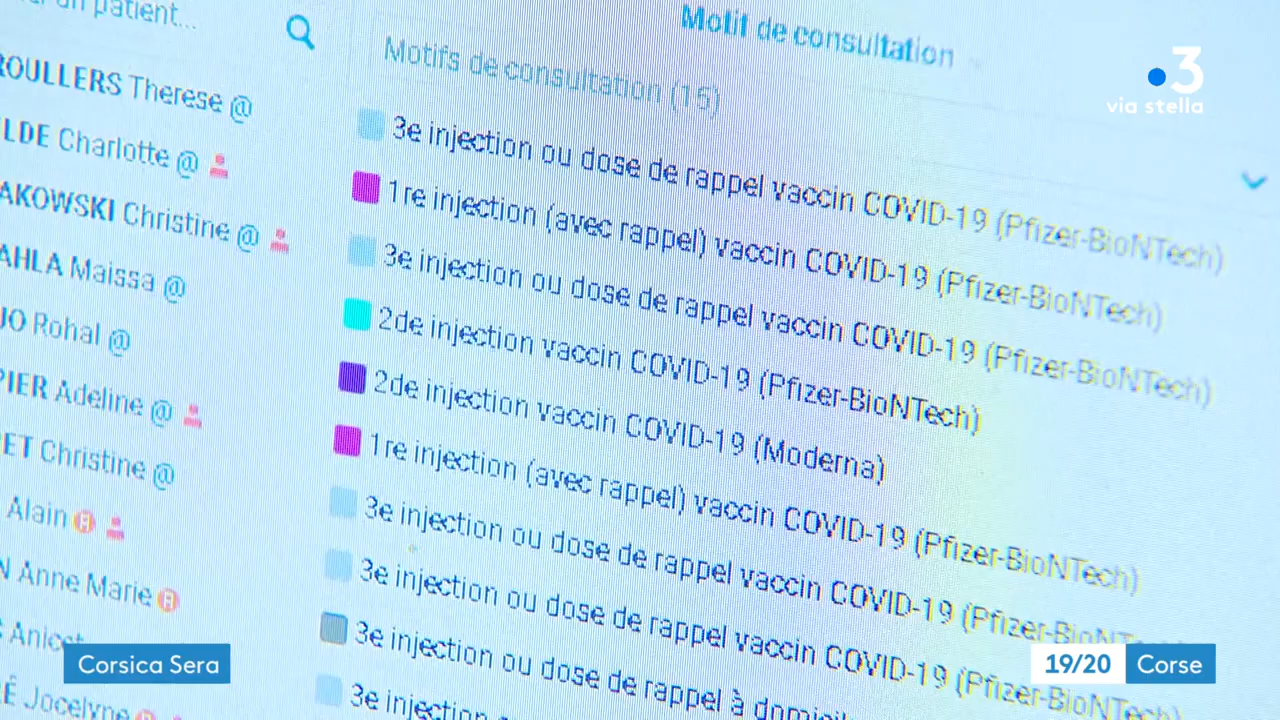 un patient...
Motif de consultation
3
via stella
Motifs de consultation (15)
ROULLERS Therese @
3e injection ou dose de rappel vaccin COVID-19 (Pfizer-BioNTech)
LDE Charlotte @
1re injection (avec rappel) vaccin COVID-19 (Pfizer-BioNTech)
AKOWSKI Christine @
3e injection ou dose de rappel vaccin COVID-19 (Pfizer-BioNTech)
AHLA Maissa @
2de injection vaccin COVID-19 (Pfizer-BioNTech)
JO Rohal @
2de injection vaccin COVID-19 (Moderna)
PIER Adeline @
1re injection (avec rappel) vaccin COVID-19 (Pfizer-BioNTech)
ET Christine @
3e injection ou dose de rappel vaccin COVID-19 (Pfizer-BioNTech)
Alain
3e injection ou dose de rappel vaccin COVID-19 (Pfizer-BioNTech)
N Anne Marie
3e injection ou dose de rappel à domicil
Anicet
3e injection
É Jocelyne
Corsica Sera
19/20 Corse